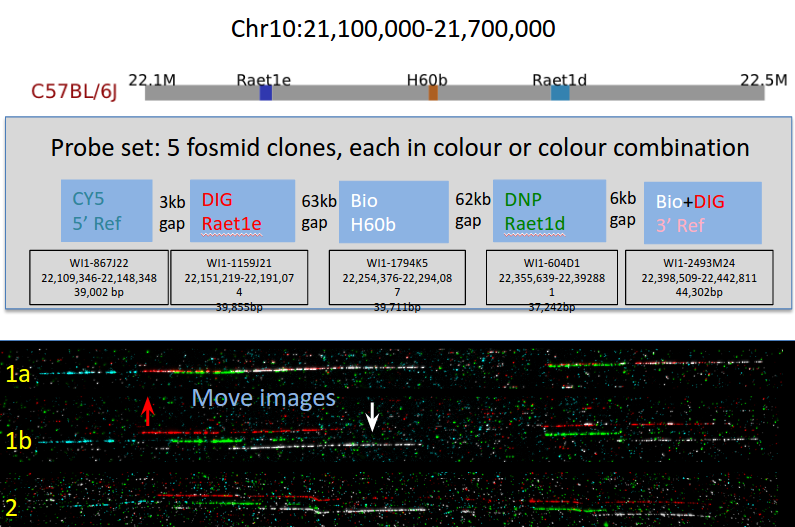 Chr10:21,100,000-21,700,000
22.1M Raet1e H60b Raet1d 22.5M
C57BL/6J
Probe set: 5 fosmid clones, each in colour or colour combination
CY5
5’ Ref
3kb
gap
DIG
Raet1e
63kb
gap
Bio
H60b
62kb
gap
DNP
Raet1d
6kb
gap
Bio+DIG
3’ Ref
WI1-867J22
22,109,346-22,148,348
39,002 bp
WI1-1159J21
22,151,219-22,191,07
4
39,855bp
WI1-1794K5
22,254,376-22,294,08
7
39,711bp
WI1-604D1
22,355,639-22,39288
1
37,242bp
WI1-2493M24
22,398,509-22,442,811
44,302bp
1a
Move images
1b
2